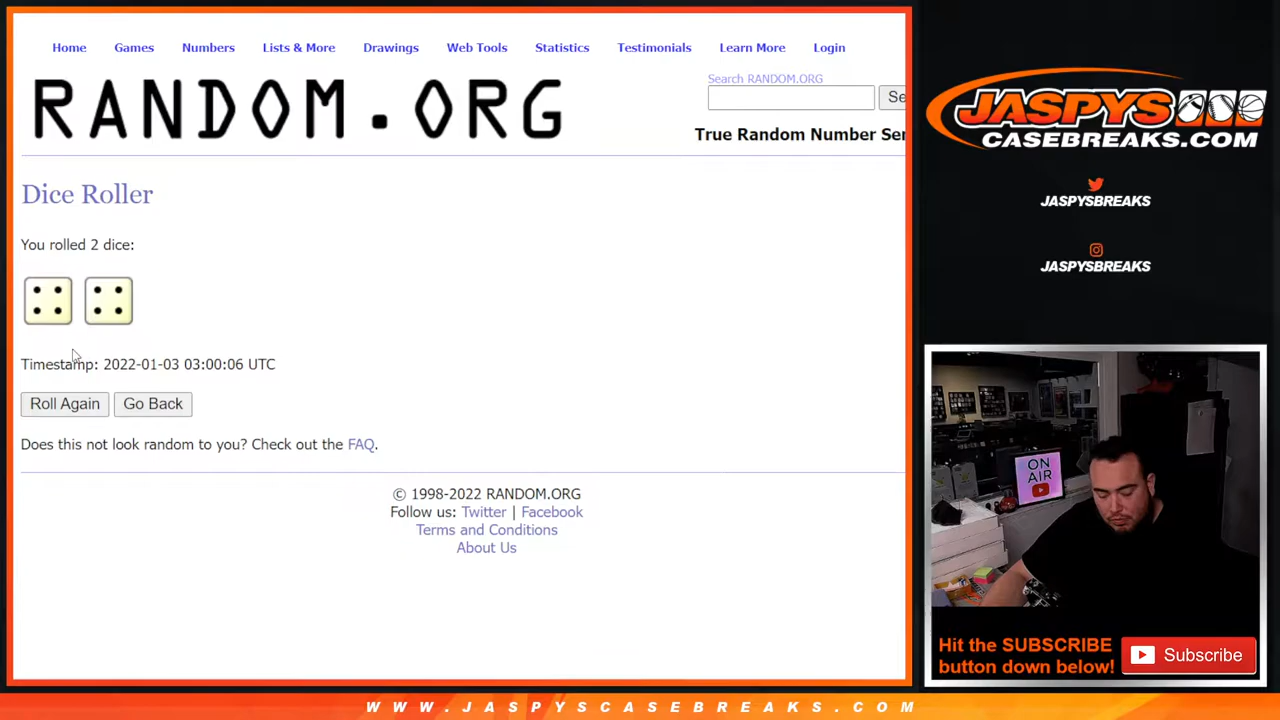 Home Games Numbers Lists & More Drawings Web Tools Statistics Testimonials Learn More Login
RANDOM.ORG
Search RANDOM.ORG
Se
True Random Number Ser
Dice Roller
You rolled 2 dice:
Timestamp: 2022-01-03 03:00:06 UTC
Roll Again Go Back
Does this not look random to you? Check out the FAQ.
© 1998-2022 RANDOM.ORG
Follow us: Twitter | Facebook
Terms and Conditions
About Us
JASPYS
CASEBREAKS.COM
JASPYSBREAKS
JASPYSBREAKS
ON
AIR
Hit the SUBSCRIBE
button down below!
Subscribe
WWW.JASPYSCASEBREAKS.COM